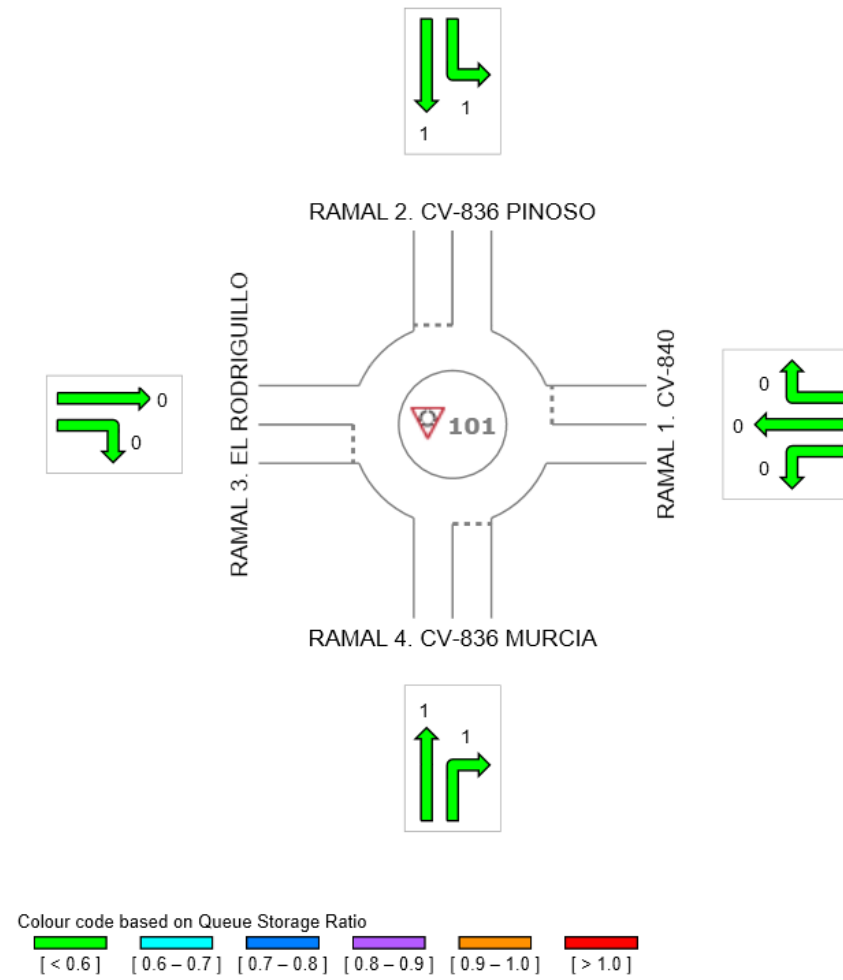 1
1
RAMAL 2. CV-836 PINOSO
RAMAL 3. EL RODRIGUILLO
0
0
101
RAMAL 1. CV-840
0
0
0
RAMAL 4. CV-836 MURCIA
1
1
Colour code based on Queue Storage Ratio
[ < 0.6 ] [ 0.6 – 0.7 ] [ 0.7 – 0.8 ] [ 0.8 – 0.9 ] [ 0.9 – 1.0 ] [ > 1.0 ]